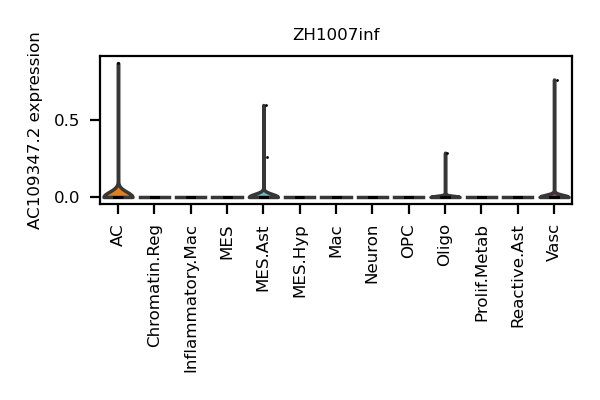 ZH1007inf
AC109347.2 expression
0.5
0.0
AC
Chromatin.Reg
Inflammatory.Mac
MES
MES.Ast
MES.Hyp
Mac
Neuron
OPC
Oligo
Prolif.Metab
Reactive.Ast
Vasc